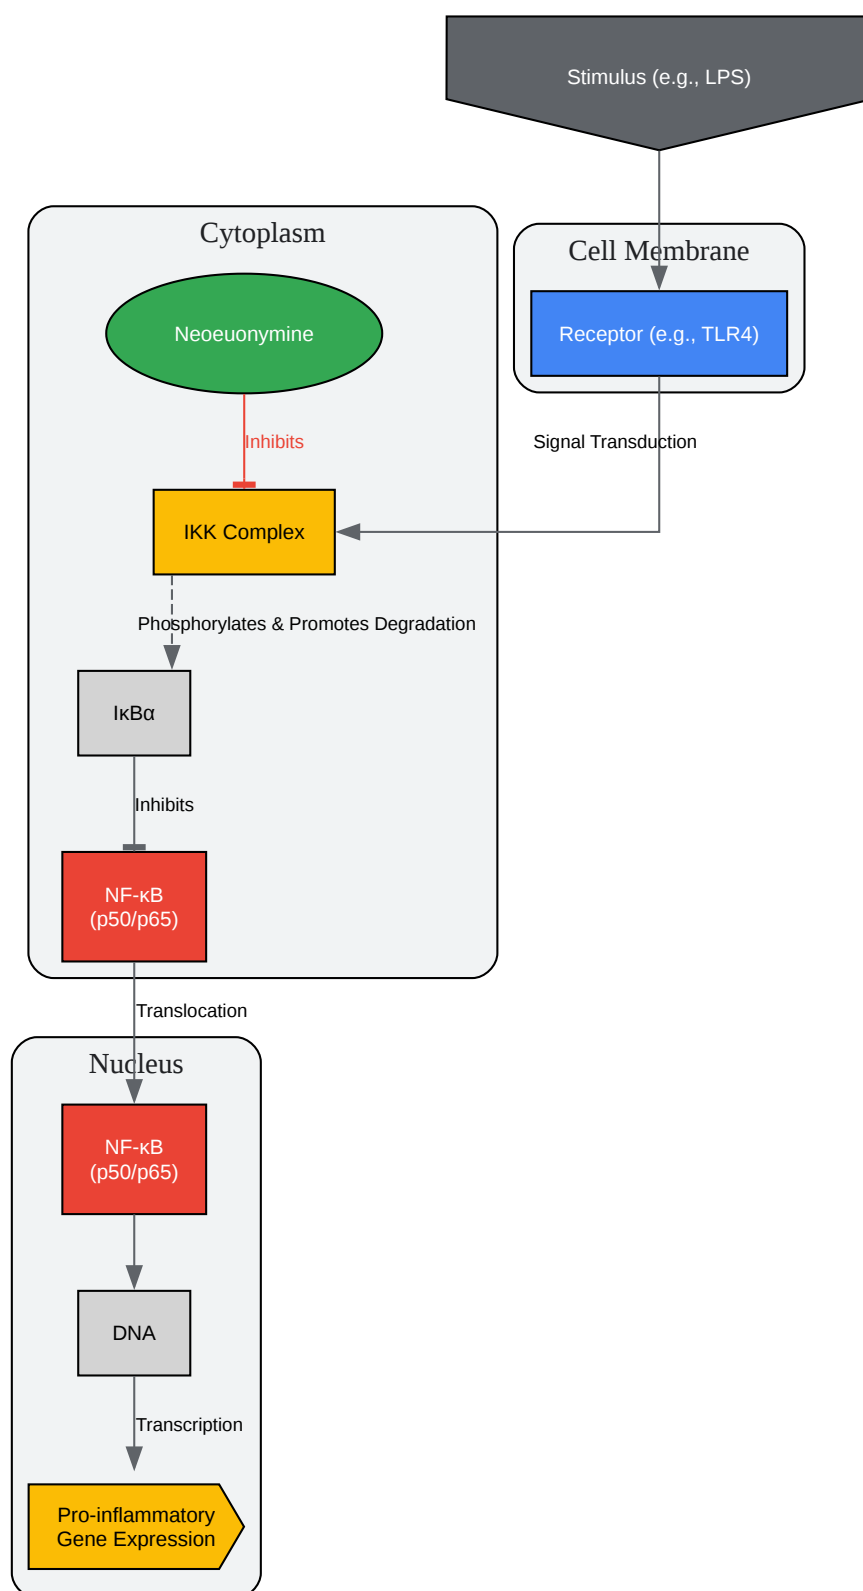 Stimulus (e.g., LPS)
Cytoplasm
Cell Membrane
Neoeuonymine
Receptor (e.g., TLR4)
Inhibits
Signal Transduction
IKK Complex
Phosphorylates & Promotes Degradation
IκBα
Inhibits
NF-κB
(p50/p65)
Translocation
Nucleus
NF-κB
(p50/p65)
DNA
Transcription
Pro-inflammatory
Gene Expression